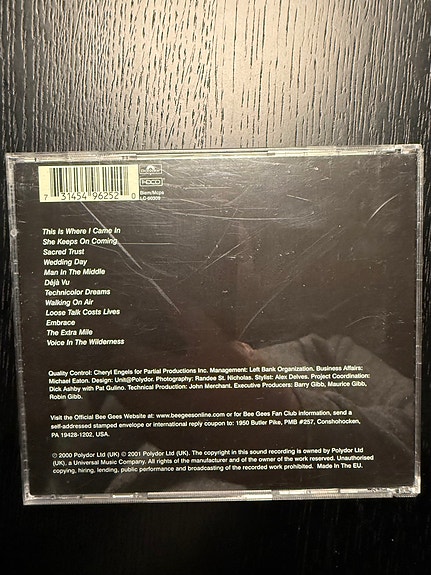 7 31454 96252 0
Polydor
HDCD
Biem/Mcps
LC 00309
This Is Where I Came In
She Keeps On Coming
Sacred Trust
Wedding Day
Man In The Middle
Déjà Vu
Technicolor Dreams
Walking On Air
Loose Talk Costs Lives
Embrace
The Extra Mile
Voice In The Wilderness
Quality Control: Cheryl Engels for Partial Productions Inc. Management: Left Bank Organization. Business Affairs:
Michael Eaton. Design: Unit@Polydor. Photography: Randee St. Nicholas. Stylist: Alex Delves. Project Coordination:
Dick Ashby with Pat Gulino. Technical Production: John Merchant. Executive Producers: Barry Gibb, Maurice Gibb,
Robin Gibb.
Visit the Official Bee Gees Website at: www.beegeesonline.com or for Bee Gees Fan Club information, send a
self-addressed stamped envelope or international reply coupon to: 1950 Butler Pike, PMB #257, Conshohocken,
PA 19428-1202, USA.
℗ 2000 Polydor Ltd (UK) © 2001 Polydor Ltd (UK). The copyright in this sound recording is owned by Polydor Ltd
(UK), a Universal Music Company. All rights of the manufacturer and of the owner of the work reserved. Unauthorised
copying, hiring, lending, public performance and broadcasting of the recorded work prohibited. Made In The EU.